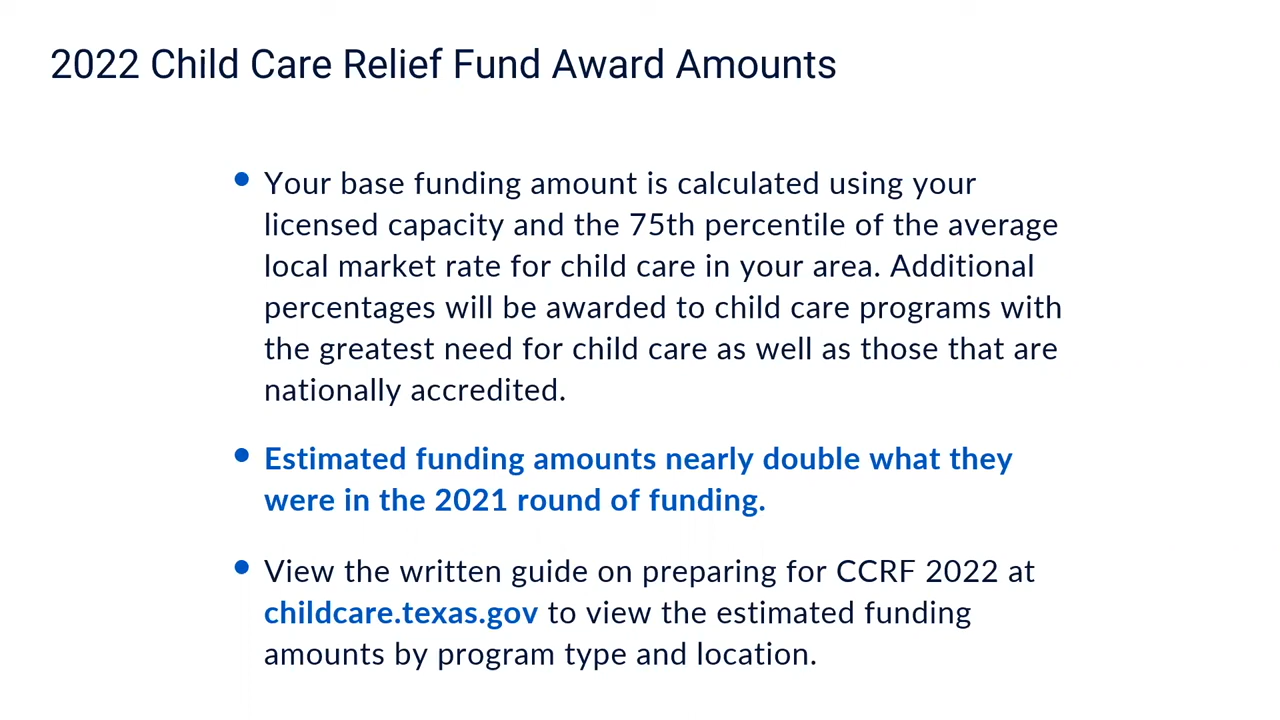 2022 Child Care Relief Fund Award Amounts
• Your base funding amount is calculated using your
licensed capacity and the 75th percentile of the average
local market rate for child care in your area. Additional
percentages will be awarded to child care programs with
the greatest need for child care as well as those that are
nationally accredited.
• Estimated funding amounts nearly double what they
were in the 2021 round of funding.
• View the written guide on preparing for CCRF 2022 at
childcare.texas.gov to view the estimated funding
amounts by program type and location.